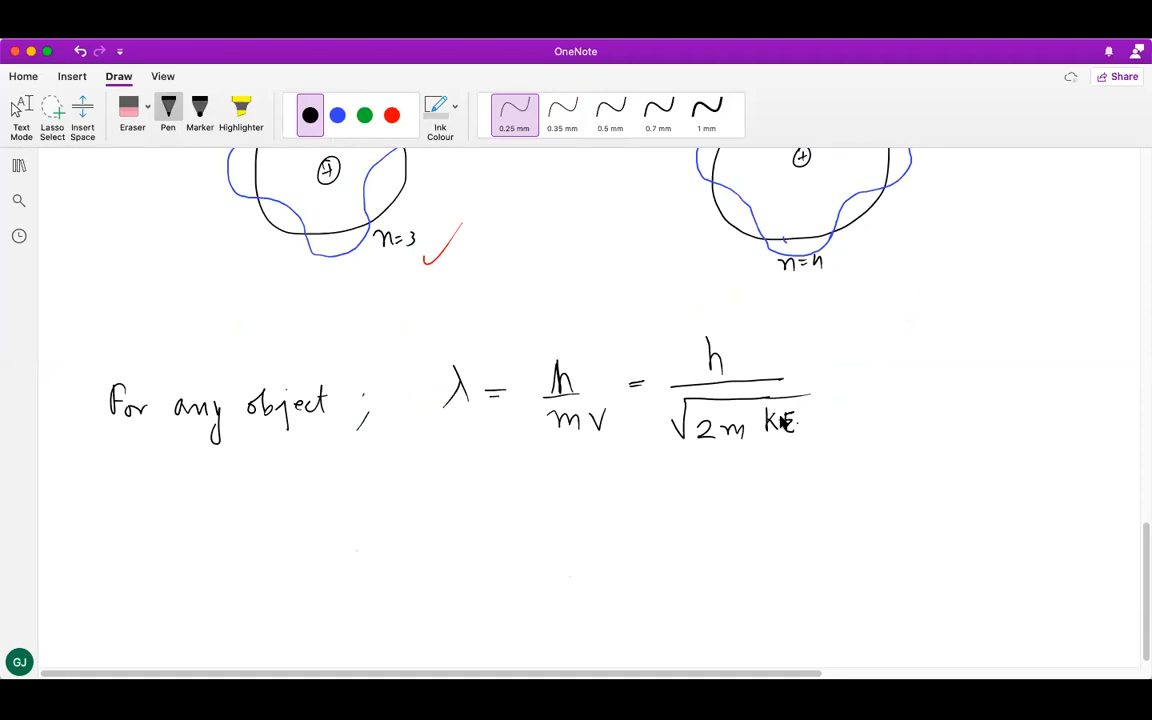 OneNote
Home Insert Draw View Share
Text Mode Lasso Select Insert Space Eraser Pen Marker Highlighter Ink Colour 0.25 mm 0.35 mm 0.5 mm 0.7 mm 1 mm
+ +
n=3
n=4
For any object ; λ = h/mv = h/√2m KE
GJ